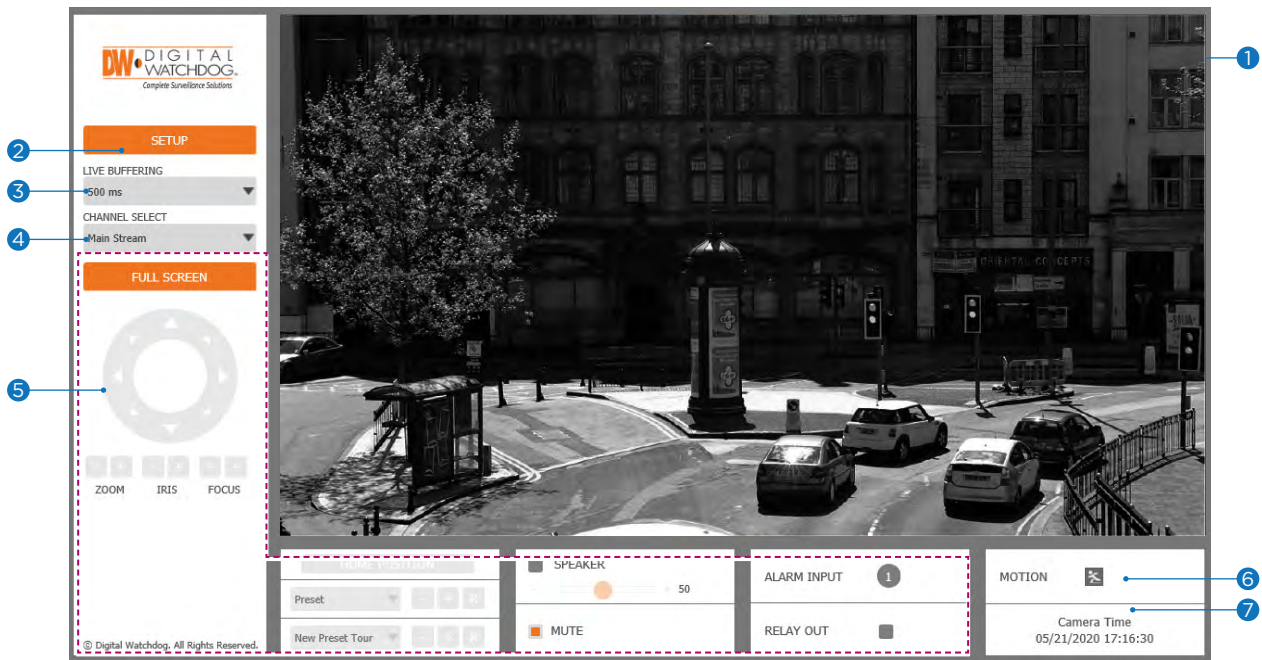 DW DIGITAL
WATCHDOG®
Complete Surveillance Solutions
1
SETUP
2
LIVE BUFFERING
3
500 ms
CHANNEL SELECT
4
Main Stream
FULL SCREEN
ORIENTAL CONCEPTS
5
ZOOM IRIS FOCUS
HOME POSITION
Preset
New Preset Tour
SPEAKER
50
MUTE
ALARM INPUT 1
RELAY OUT
MOTION
6
7
Camera Time
05/21/2020 17:16:30
© Digital Watchdog. All Rights Reserved.